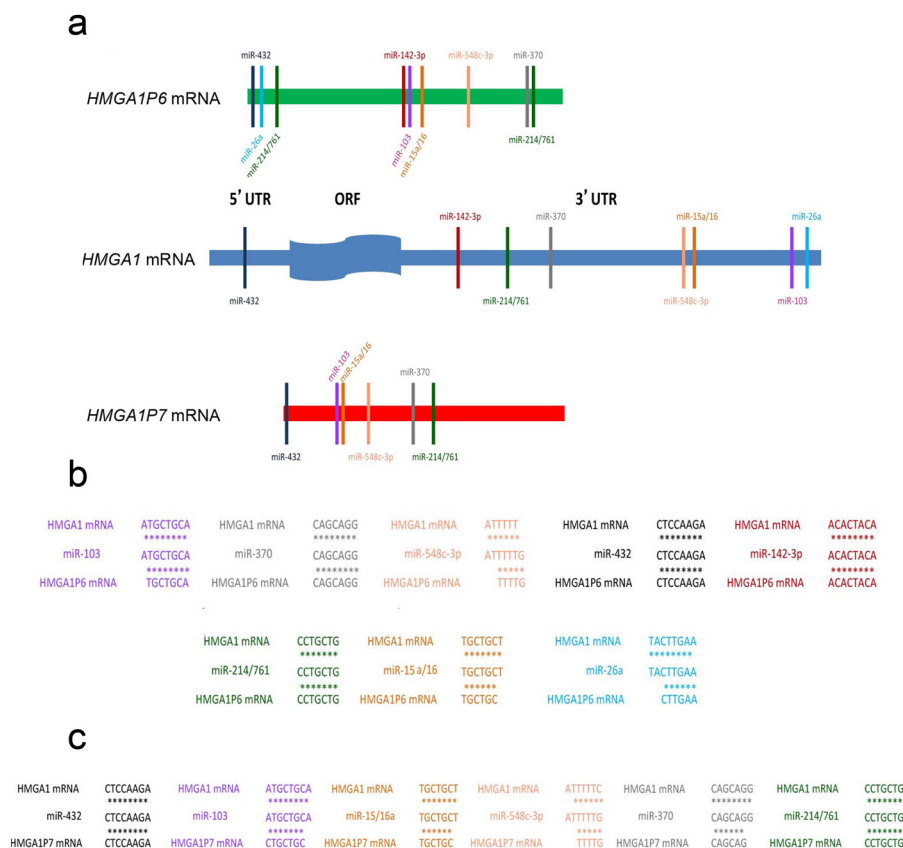 a
miR-432 miR-142-3p miR-548c-3p miR-370
HMGA1P6 mRNA
miR-26a miR-214/761 miR-103 miR-15a/16 miR-214/761
5' UTR ORF 3' UTR
miR-142-3p miR-370 miR-15a/16 miR-26a
HMGA1 mRNA
miR-432 miR-214/761 miR-548c-3p miR-103
miR-103 miR-15a/16 miR-370
HMGA1P7 mRNA
miR-432 miR-548c-3p miR-214/761
b
HMGA1 mRNA ATGCTGCA HMGA1 mRNA CAGCAGG HMGA1 mRNA ATTTTT HMGA1 mRNA CTCCAAGA HMGA1 mRNA ACACTACA
******** ******** ****** ******** ********
miR-103 ATGCTGCA miR-370 CAGCAGG miR-548c-3p ATTTTTG miR-432 CTCCAAGA miR-142-3p ACACTACA
******** ******** ***** ******** ********
HMGA1P6 mRNA TGCTGCA HMGA1P6 mRNA CAGCAGG HMGA1P6 mRNA TTTTG HMGA1P6 mRNA CTCCAAGA HMGA1P6 mRNA ACACTACA
HMGA1 mRNA CCTGCTG HMGA1 mRNA TGCTGCT HMGA1 mRNA TACTTGAA
******* ******* ********
miR-214/761 CCTGCTG miR-15a/16 TGCTGCT miR-26a TACTTGAA
******* ****** ******
HMGA1P6 mRNA CCTGCTG HMGA1P6 mRNA TGCTGC HMGA1P6 mRNA CTTGAA
c
HMGA1 mRNA CTCCAAGA HMGA1 mRNA ATGCTGCA HMGA1 mRNA TGCTGCT HMGA1 mRNA ATTTTTC HMGA1 mRNA CAGCAGG HMGA1 mRNA CCTGCTG
******** ******** ******* ****** ******* *******
miR-432 CTCCAAGA miR-103 ATGCTGCA miR-15/16a TGCTGCT miR-548c-3p ATTTTTG miR-370 CAGCAGG miR-214/761 CCTGCTG
******** ******* ****** ***** ****** *******
HMGA1P7 mRNA CTCCAAGA HMGA1P7 mRNA CTGCTGC HMGA1P7 mRNA TGCTGC HMGA1P7 mRNA TTTTG HMGA1P7 mRNA CAGCAG HMGA1P7 mRNA CCTGCTG